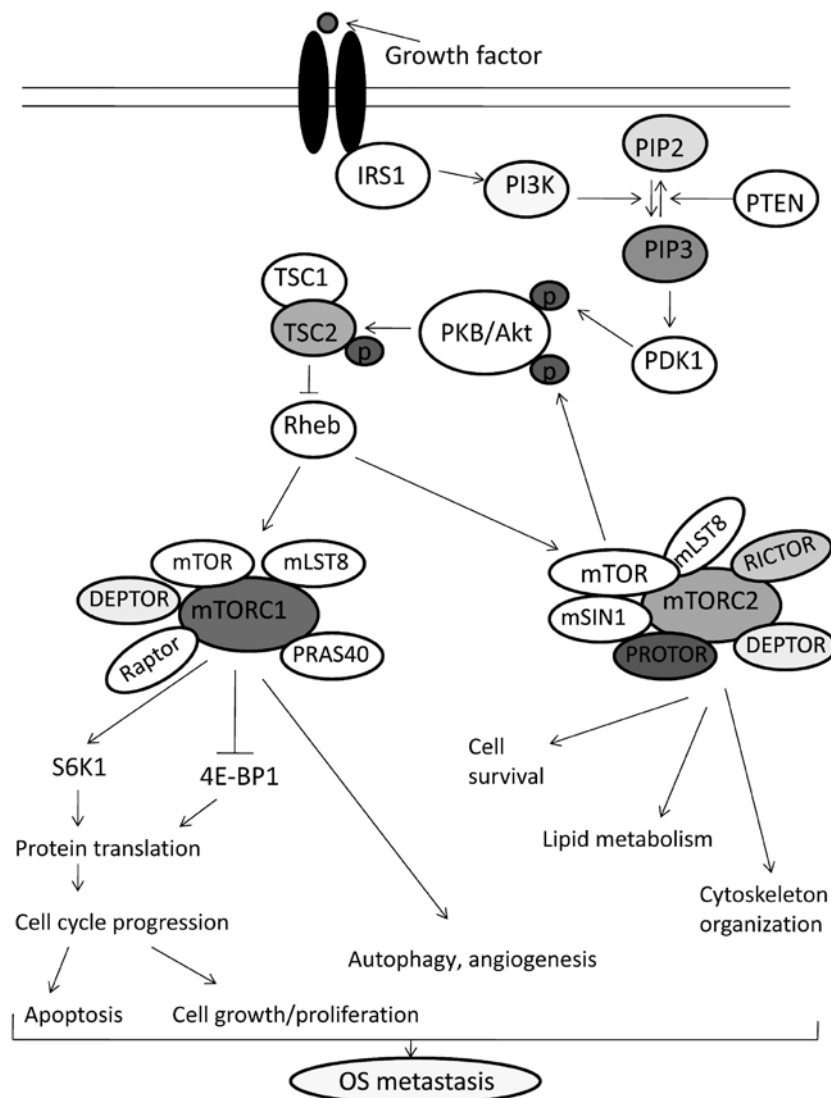 Growth factor
IRS1
PI3K
PIP2
PTEN
PIP3
PDK1
TSC1
TSC2
p
PKB/Akt
p
p
Rheb
mTOR
mLST8
DEPTOR
mTORC1
Raptor
PRAS40
mLST8
RICTOR
mTOR
mTORC2
mSIN1
PROTOR
DEPTOR
S6K1
4E-BP1
Protein translation
Cell cycle progression
Apoptosis
Cell growth/proliferation
Autophagy, angiogenesis
Cell
survival
Lipid metabolism
Cytoskeleton
organization
OS metastasis